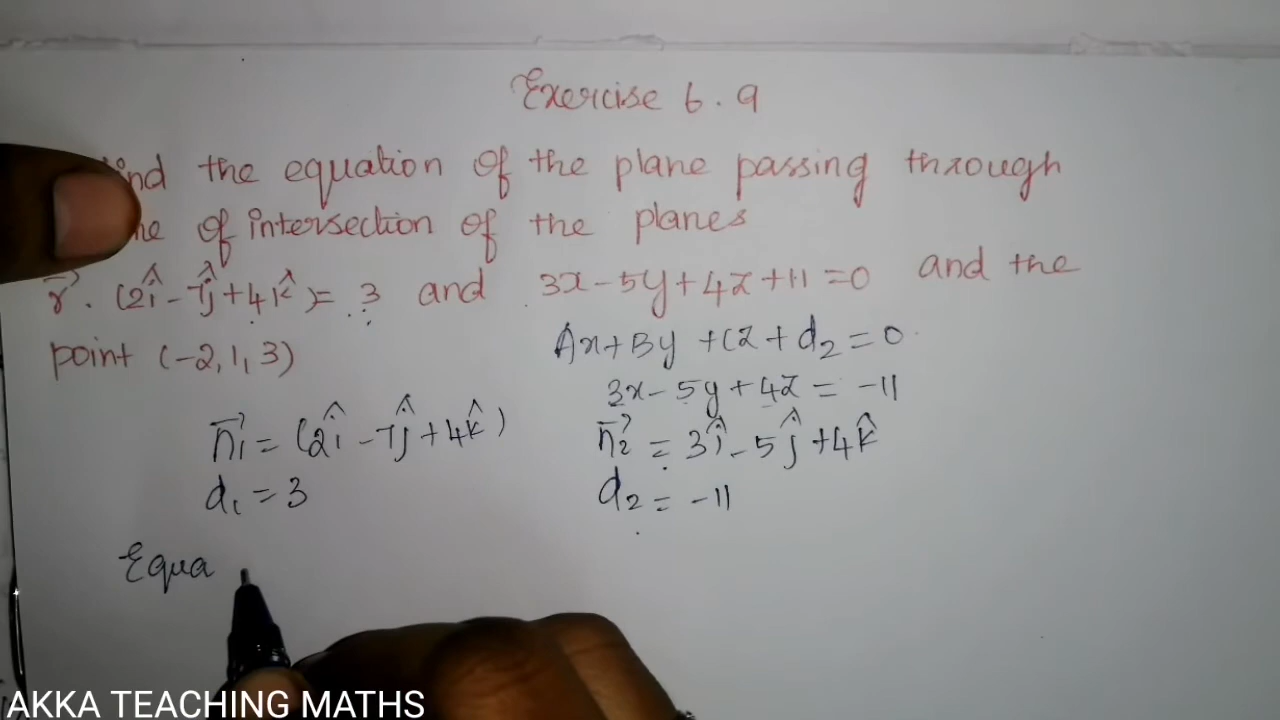 Exercise 6.9
ind the equation of the plane passing through
ne of intersection of the planes
r⃗ . (2î - 7ĵ + 4k̂) = 3 and 3x - 5y + 4z + 11 = 0 and the
point (-2, 1, 3)
Ax + By + Cz + d₂ = 0
3x - 5y + 4z = -11
n⃗₁ = (2î - 7ĵ + 4k̂)
n⃗₂ = 3î - 5ĵ + 4k̂
d₁ = 3
d₂ = -11
Equa
AKKA TEACHING MATHS